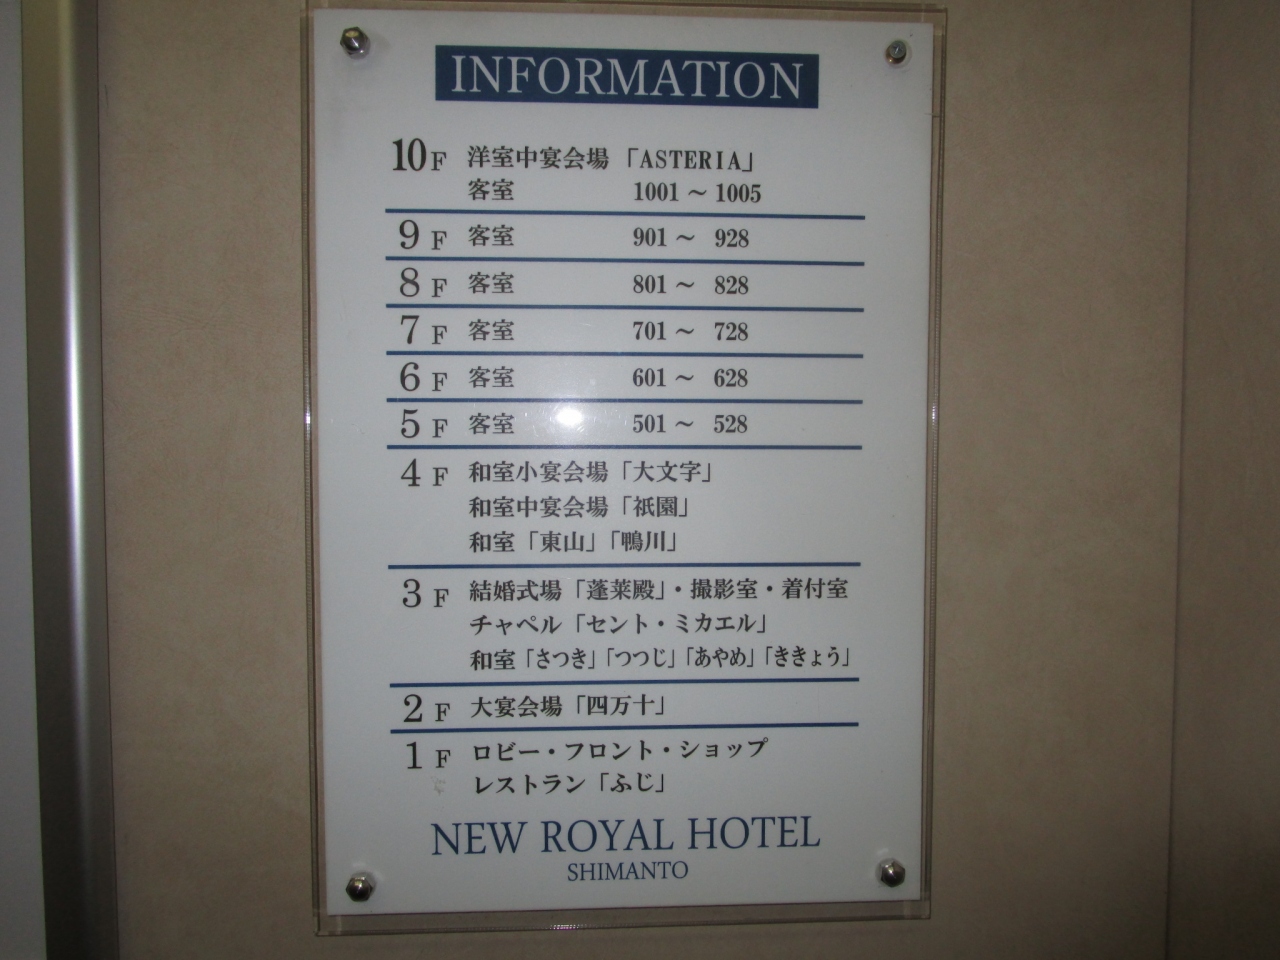 INFORMATION
10F 洋室中宴会場「ASTERIA」
客室 1001～1005
9F 客室 901～ 928
8F 客室 801～ 828
7F 客室 701～ 728
6F 客室 601～ 628
5F 客室 501～ 528
4F 和室小宴会場「大文字」
和室中宴会場「祇園」
和室「東山」「鴨川」
3F 結婚式場「蓬莱殿」・撮影室・着付室
チャペル「セント・ミカエル」
和室「さつき」「つつじ」「あやめ」「ききょう」
2F 大宴会場「四万十」
1F ロビー・フロント・ショップ
レストラン「ふじ」
NEW ROYAL HOTEL
SHIMANTO